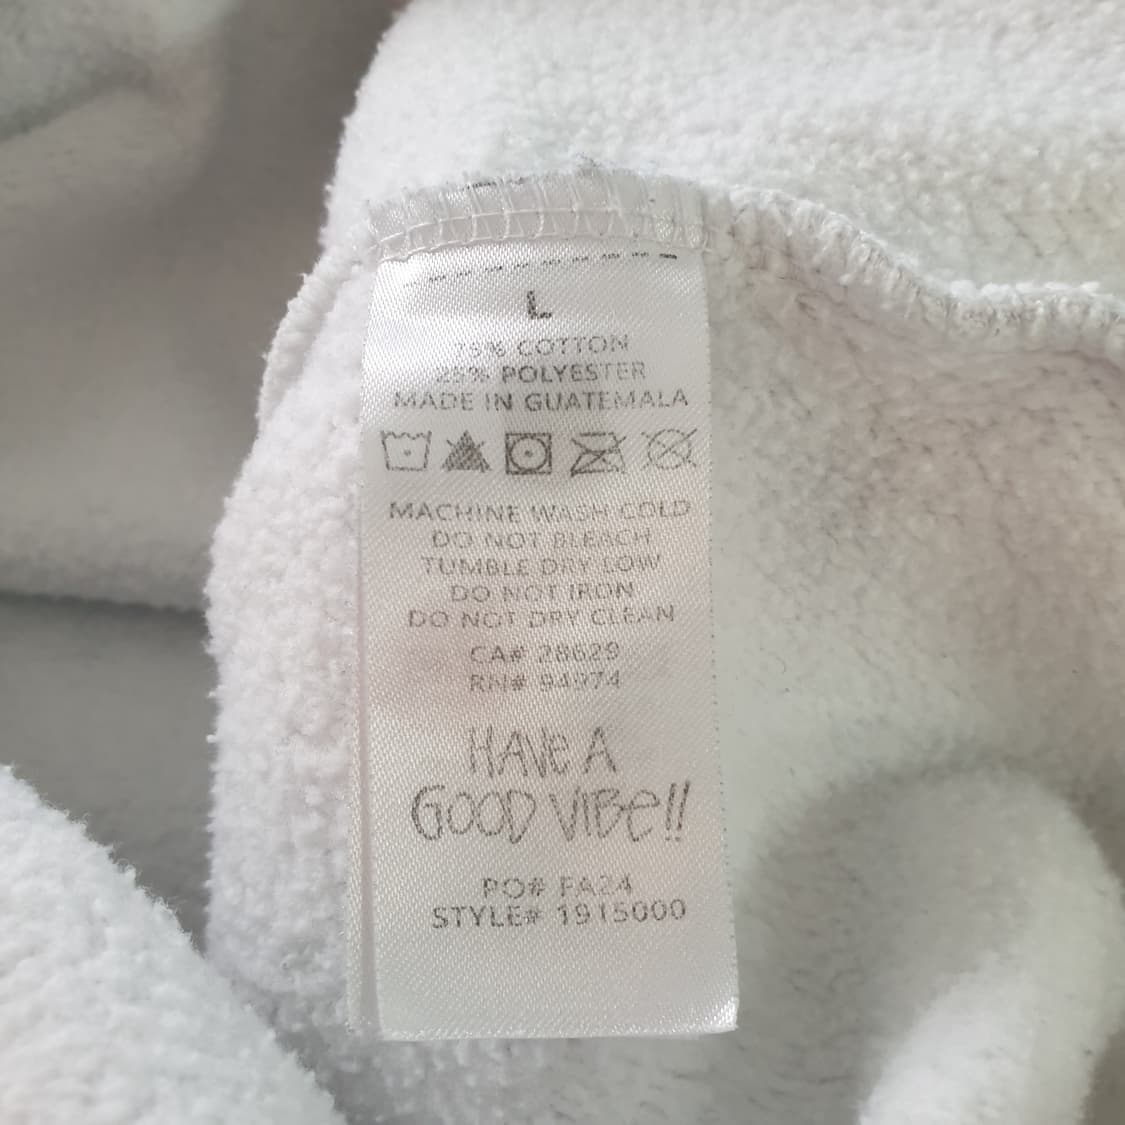 L
75% COTTON
25% POLYESTER
MADE IN GUATEMALA
MACHINE WASH COLD
DO NOT BLEACH
TUMBLE DRY LOW
DO NOT IRON
DO NOT DRY CLEAN
CA# 28629
RN# 94974
HAVe A
GOOD VIBe!!
PO# FA24
STYLE# 1915000